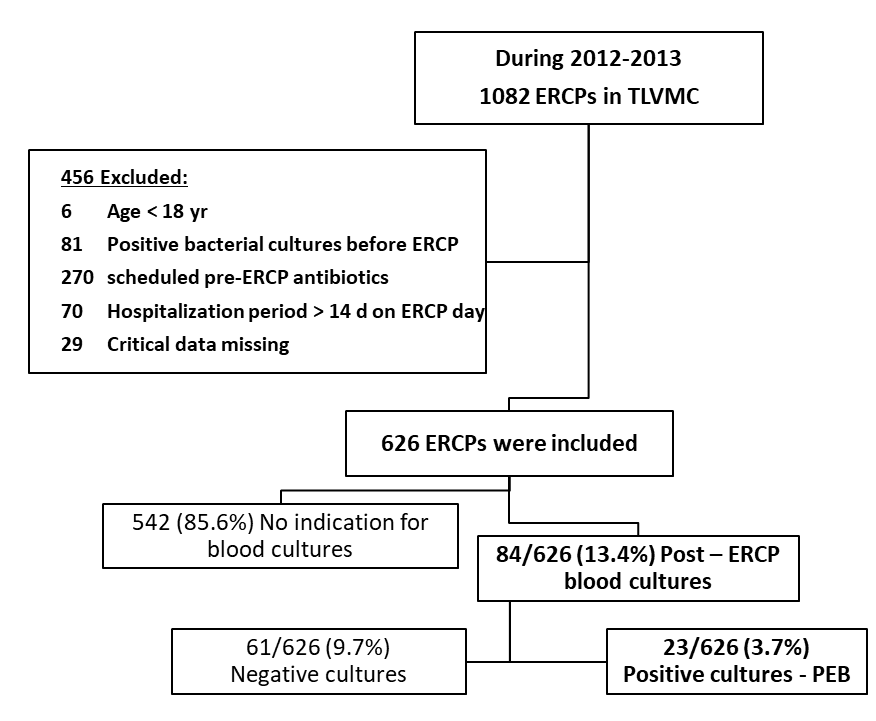 During 2012-2013
1082 ERCPs in TLVMC
456 Excluded:
6 Age < 18 yr
81 Positive bacterial cultures before ERCP
270 scheduled pre-ERCP antibiotics
70 Hospitalization period > 14 d on ERCP day
29 Critical data missing
626 ERCPs were included
542 (85.6%) No indication for
blood cultures
84/626 (13.4%) Post – ERCP
blood cultures
61/626 (9.7%)
Negative cultures
23/626 (3.7%)
Positive cultures - PEB